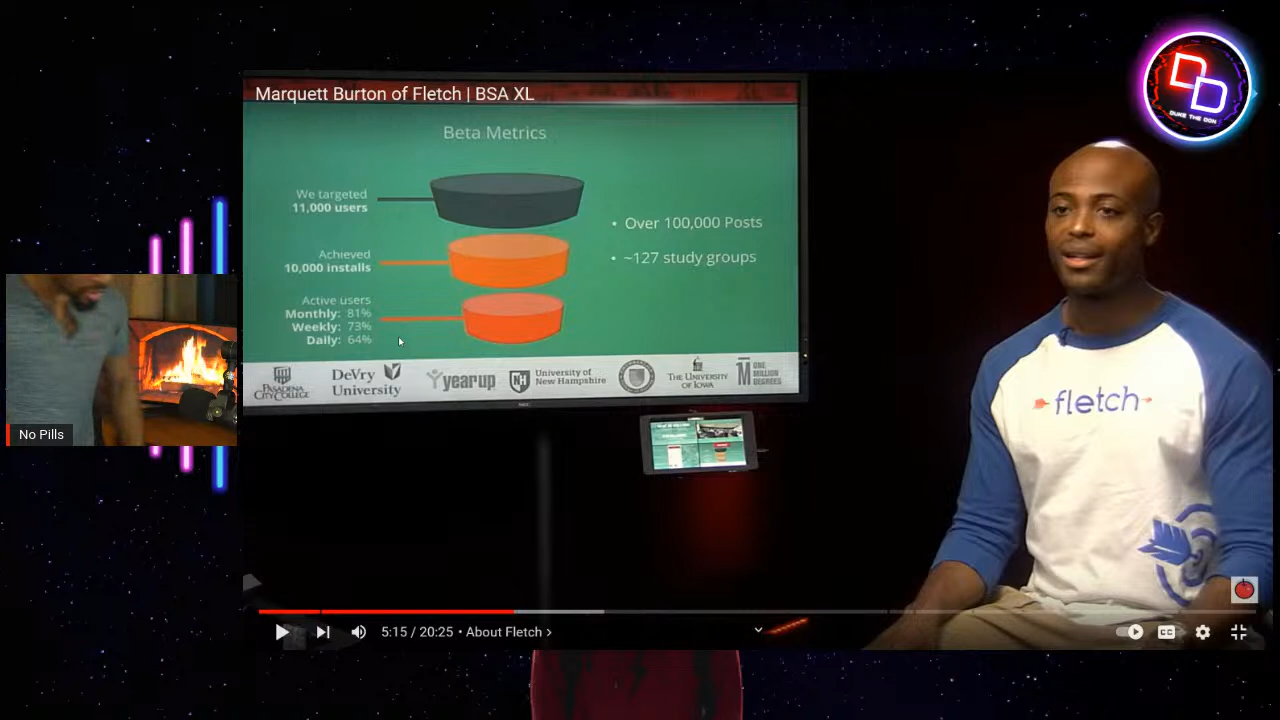 Marquett Burton of Fletch | BSA XL
Beta Metrics
We targeted
11,000 users
Achieved
10,000 installs
Active users
Monthly: 81%
Weekly: 73%
Daily: 64%
• Over 100,000 Posts
• ~127 study groups
PASADENA
CITY COLLEGE
DeVry
University
year up
NH
University of
New Hampshire
THE UNIVERSITY
OF IOWA
1M
ONE
MILLION
DEGREES
fletch
DUKE THE DON
No Pills
5:15 / 20:25 • About Fletch >
CC